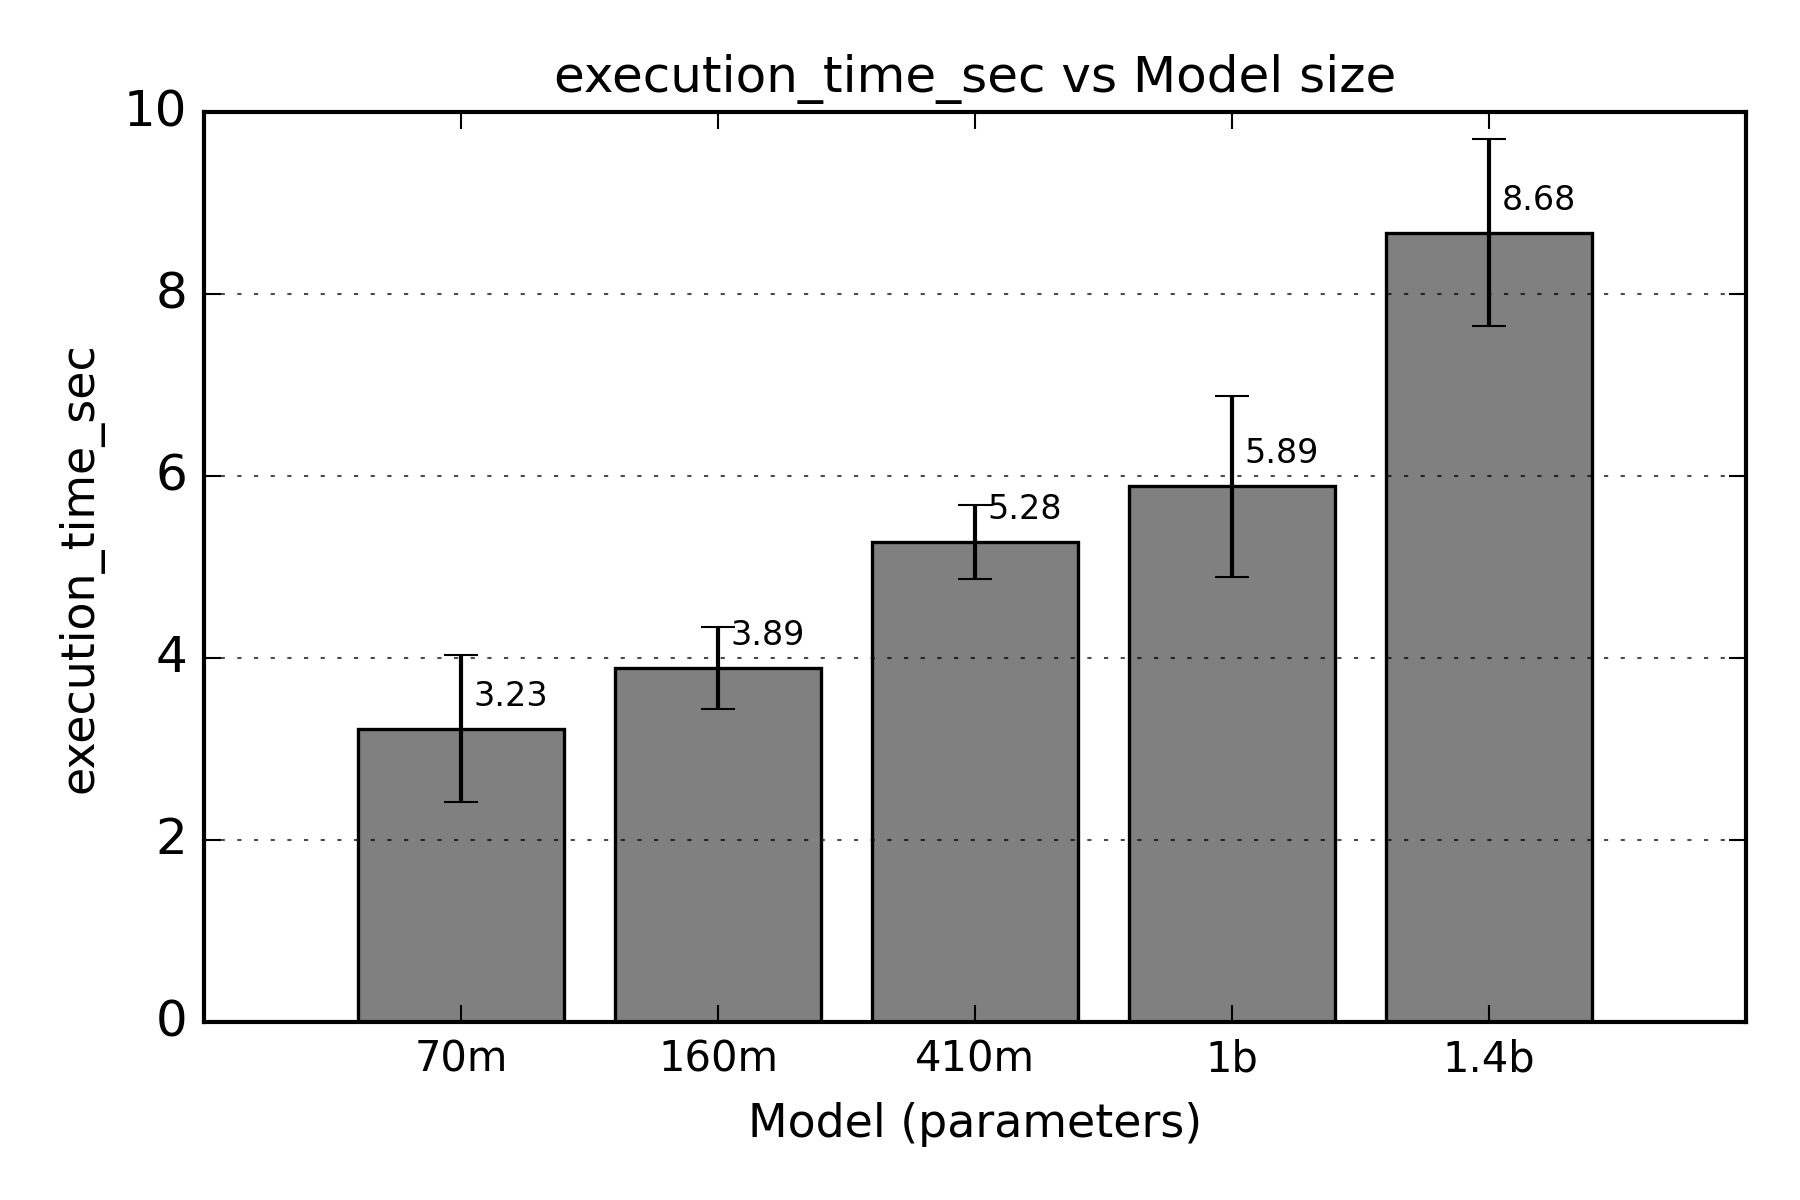 execution_time_sec vs Model size
execution_time_sec
10
8
6
4
2
0
3.23
3.89
5.28
5.89
8.68
70m
160m
410m
1b
1.4b
Model (parameters)